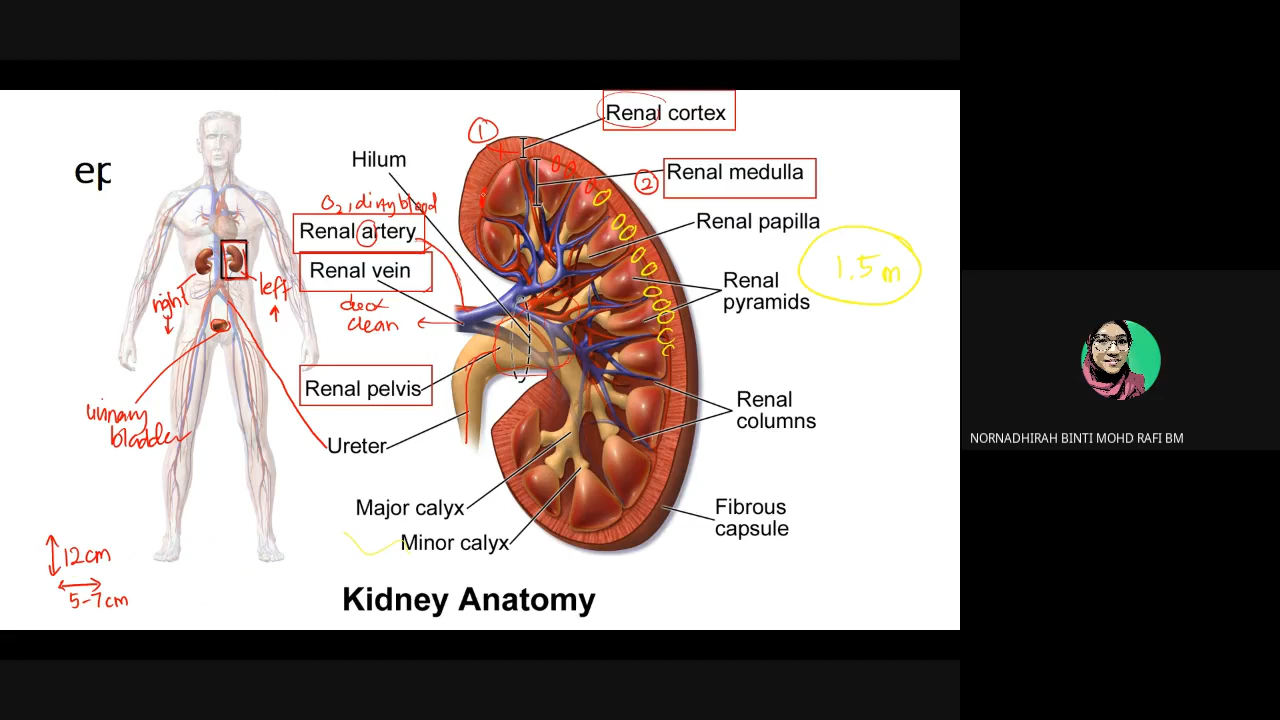 ep
Renal cortex
1
Hilum
Renal medulla
2
O2, dirty blood
Renal artery
Renal papilla
Renal vein
1.5m
Renal
pyramids
right
left
deox
clean
Renal pelvis
Renal
columns
urinary
bladder
Ureter
Major calyx
Fibrous
capsule
Minor calyx
12cm
5-7cm
Kidney Anatomy
NORNADHIRAH BINTI MOHD RAFI BM